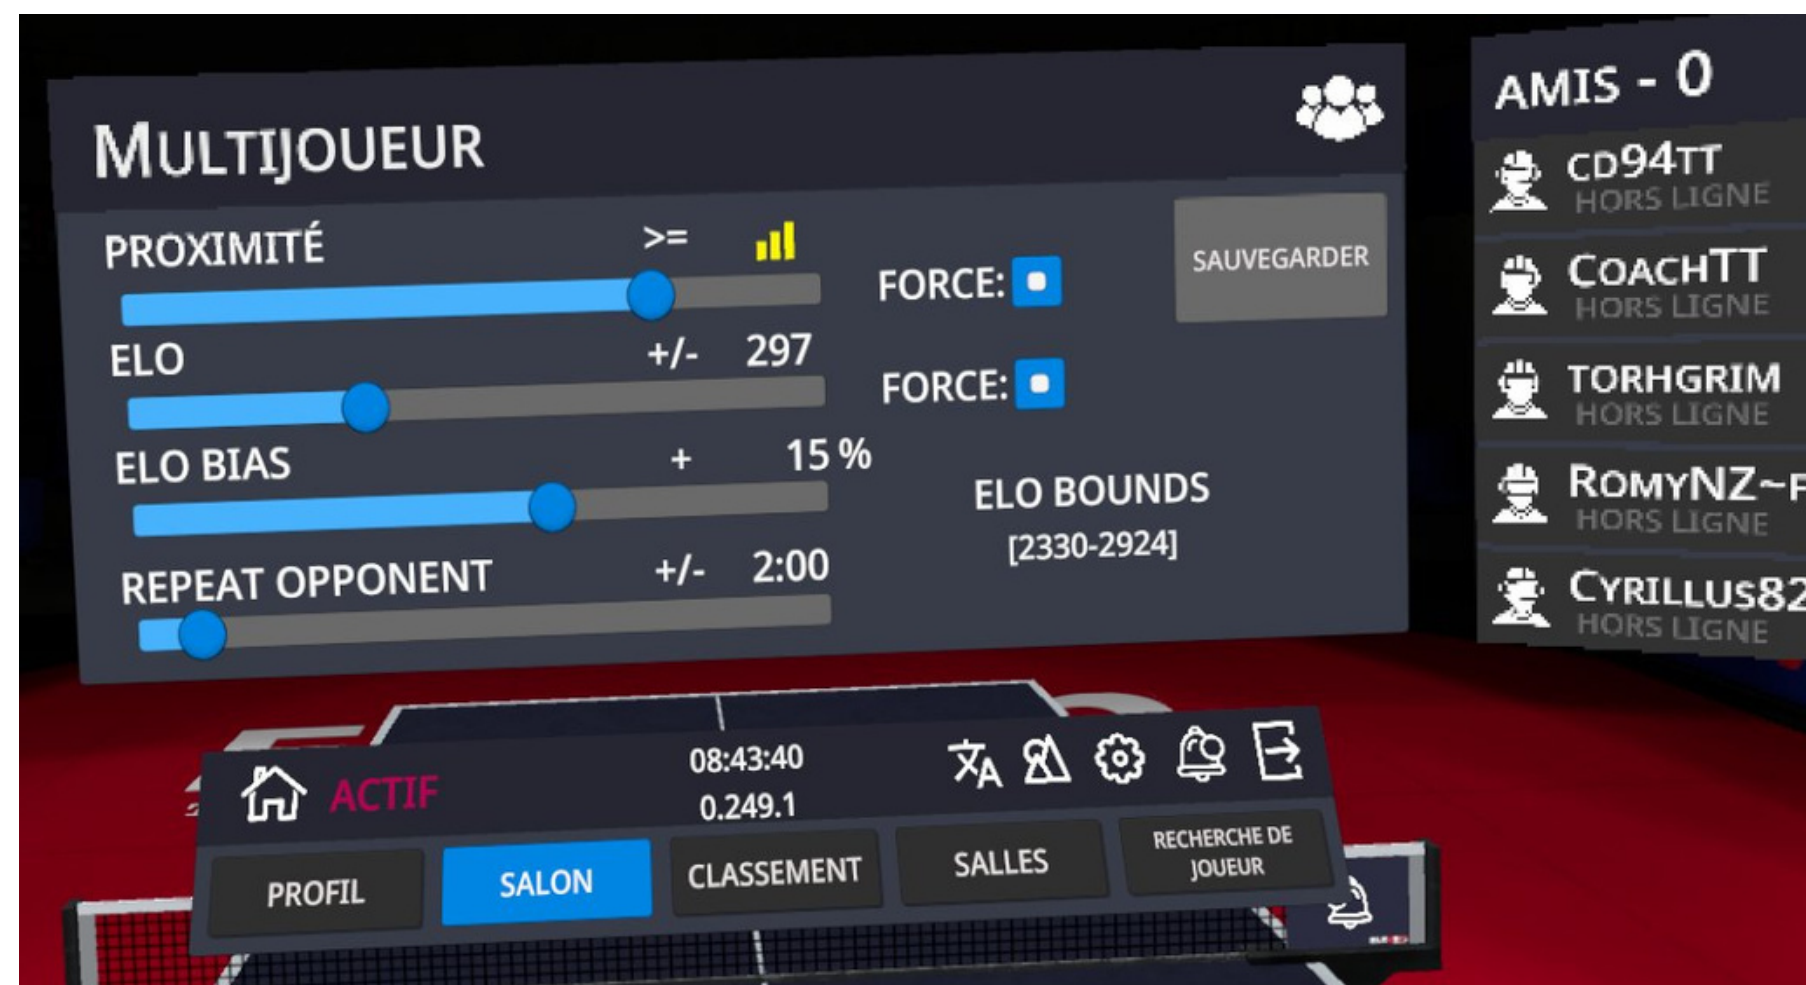 MULTIJOUEUR
PROXIMITÉ >=
FORCE:
SAUVEGARDER
ELO +/- 297
FORCE:
ELO BIAS + 15 %
ELO BOUNDS
[2330-2924]
REPEAT OPPONENT +/- 2:00
AMIS - 0
CD94TT
HORS LIGNE
COACHTT
HORS LIGNE
TORHGRIM
HORS LIGNE
ROMYNZ~
HORS LIGNE
CYRILLUS82
HORS LIGNE
ACTIF
08:43:40
0.249.1
PROFIL
SALON
CLASSEMENT
SALLES
RECHERCHE DE
JOUEUR